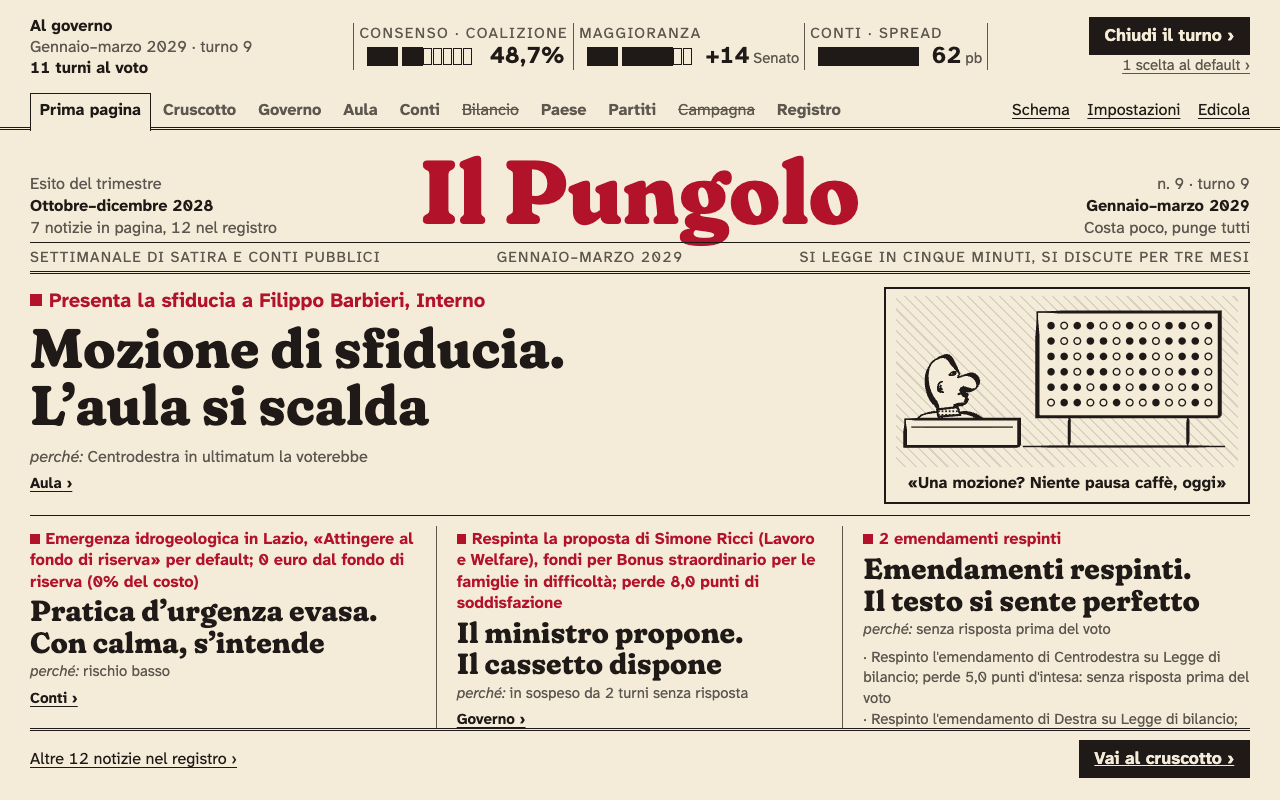 Al governo
Gennaio–marzo 2029 · turno 9
11 turni al voto
CONSENSO · COALIZIONE
48,7%
MAGGIORANZA
+14 Senato
CONTI · SPREAD
62 pb
Chiudi il turno ›
1 scelta al default ›
Prima pagina
Cruscotto
Governo
Aula
Conti
Bilancio
Paese
Partiti
Campagna
Registro
Schema
Impostazioni
Edicola
Esito del trimestre
Ottobre–dicembre 2028
7 notizie in pagina, 12 nel registro
Il Pungolo
n. 9 · turno 9
Gennaio–marzo 2029
Costa poco, punge tutti
SETTIMANALE DI SATIRA E CONTI PUBBLICI
GENNAIO–MARZO 2029
SI LEGGE IN CINQUE MINUTI, SI DISCUTE PER TRE MESI
Presenta la sfiducia a Filippo Barbieri, Interno
Mozione di sfiducia.
L’aula si scalda
perché: Centrodestra in ultimatum la voterebbe
Aula ›
«Una mozione? Niente pausa caffè, oggi»
Emergenza idrogeologica in Lazio, «Attingere al
fondo di riserva» per default; 0 euro dal fondo di
riserva (0% del costo)
Pratica d’urgenza evasa.
Con calma, s’intende
perché: rischio basso
Conti ›
Respinta la proposta di Simone Ricci (Lavoro
e Welfare), fondi per Bonus straordinario per le
famiglie in difficoltà; perde 8,0 punti di
soddisfazione
Il ministro propone.
Il cassetto dispone
perché: in sospeso da 2 turni senza risposta
Governo ›
2 emendamenti respinti
Emendamenti respinti.
Il testo si sente perfetto
perché: senza risposta prima del voto
· Respinto l'emendamento di Centrodestra su Legge di
bilancio; perde 5,0 punti d'intesa: senza risposta prima del
voto
· Respinto l'emendamento di Destra su Legge di bilancio;
Altre 12 notizie nel registro ›
Vai al cruscotto ›